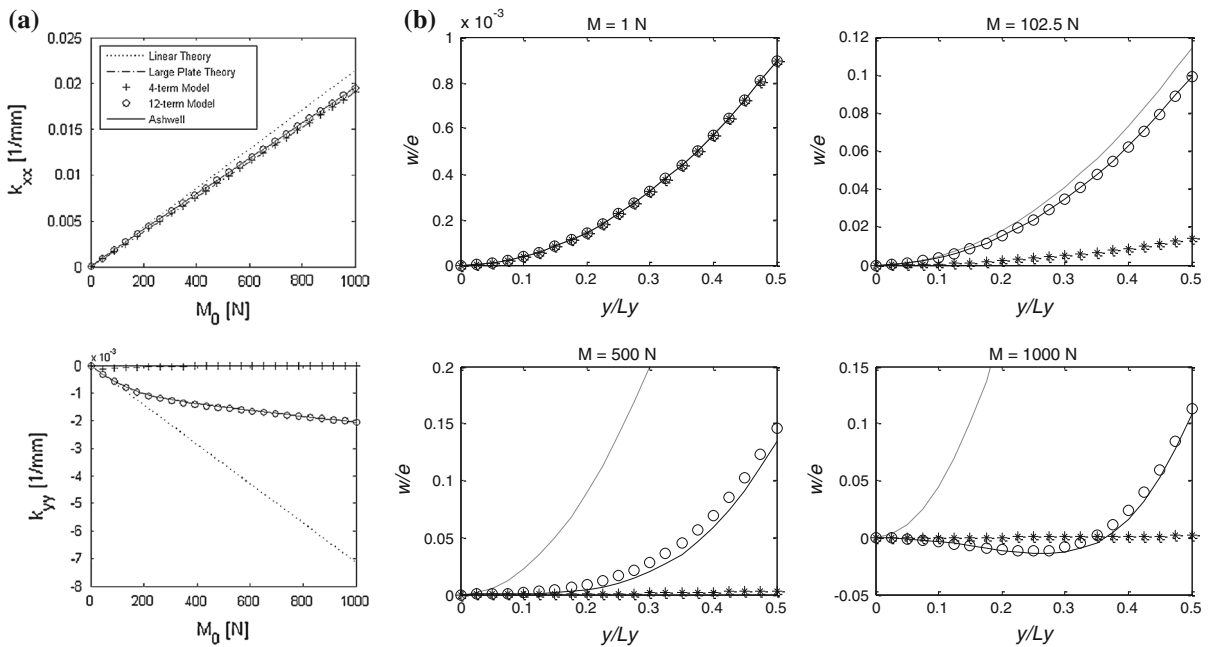 (a)
0.025
0.02
0.015
0.01
0.005
0
k_xx [1/mm]
Linear Theory
Large Plate Theory
4-term Model
12-term Model
Ashwell
0 200 400 600 800 1000
M_0 [N]
x 10^-3
0
-1
-2
-3
-4
-5
-6
-7
-8
k_yy [1/mm]
0 200 400 600 800 1000
M_0 [N]
(b)
x 10^-3
M = 1 N
1
0.8
0.6
0.4
0.2
0
w/e
0 0.1 0.2 0.3 0.4 0.5
y/Ly
M = 102.5 N
0.12
0.1
0.08
0.06
0.04
0.02
0
w/e
0 0.1 0.2 0.3 0.4 0.5
y/Ly
M = 500 N
0.2
0.15
0.1
0.05
0
w/e
0 0.1 0.2 0.3 0.4 0.5
y/Ly
M = 1000 N
0.15
0.1
0.05
0
-0.05
w/e
0 0.1 0.2 0.3 0.4 0.5
y/Ly